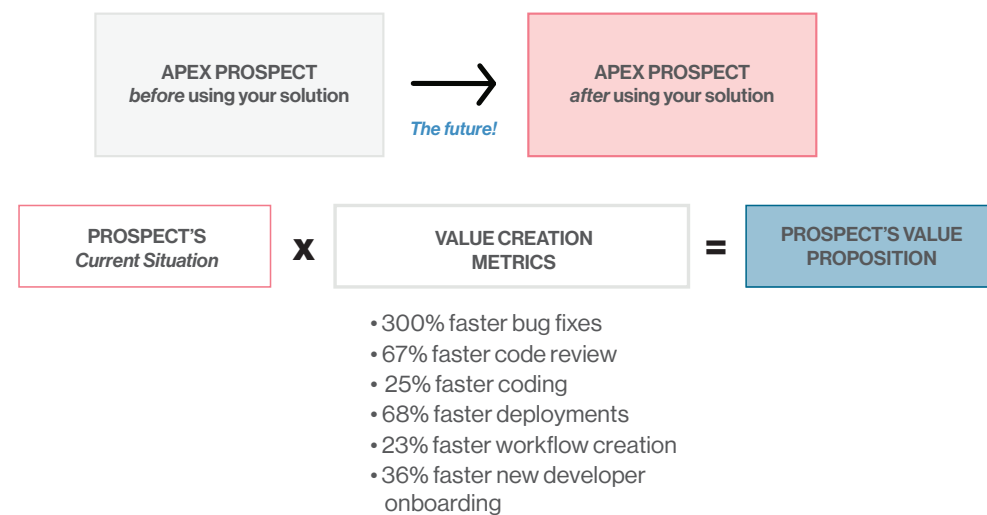 APEX PROSPECT
before using your solution
The future!
APEX PROSPECT
after using your solution
PROSPECT'S
Current Situation
x
VALUE CREATION
METRICS
=
PROSPECT'S VALUE
PROPOSITION
• 300% faster bug fixes
• 67% faster code review
• 25% faster coding
• 68% faster deployments
• 23% faster workflow creation
• 36% faster new developer
onboarding